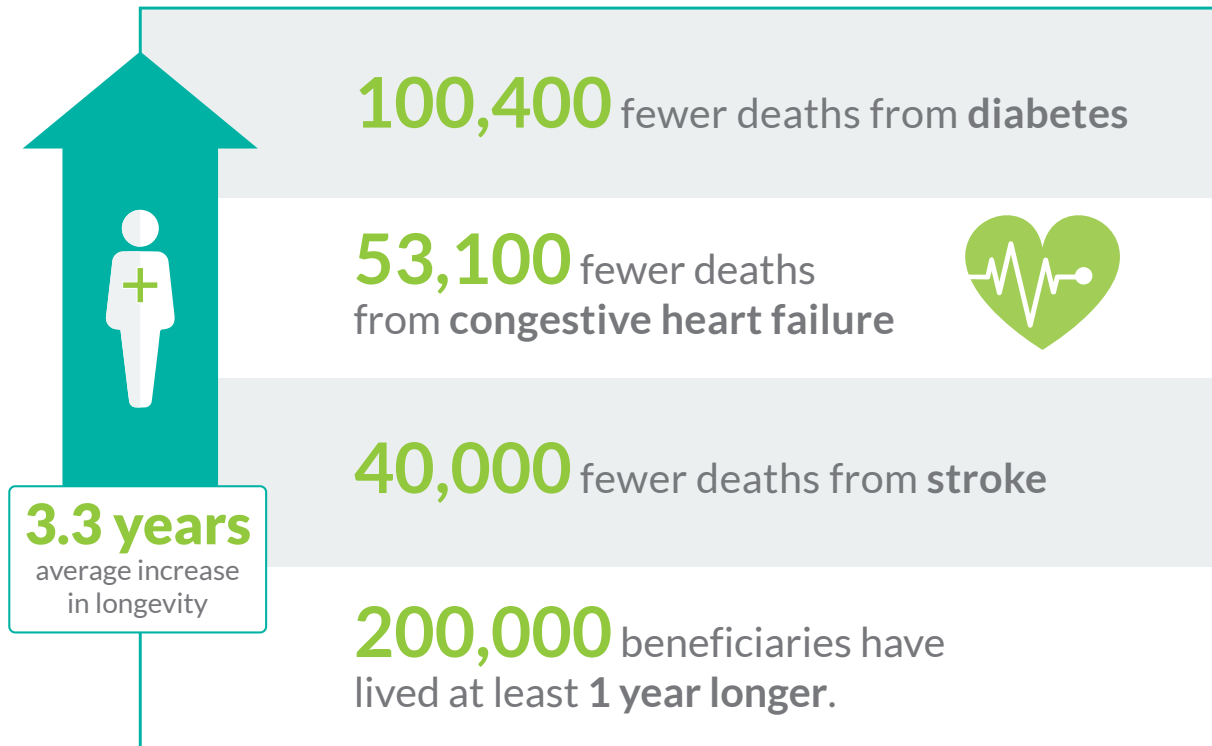 100,400 fewer deaths from diabetes
53,100 fewer deaths
from congestive heart failure
40,000 fewer deaths from stroke
3.3 years
average increase
in longevity
200,000 beneficiaries have
lived at least 1 year longer.